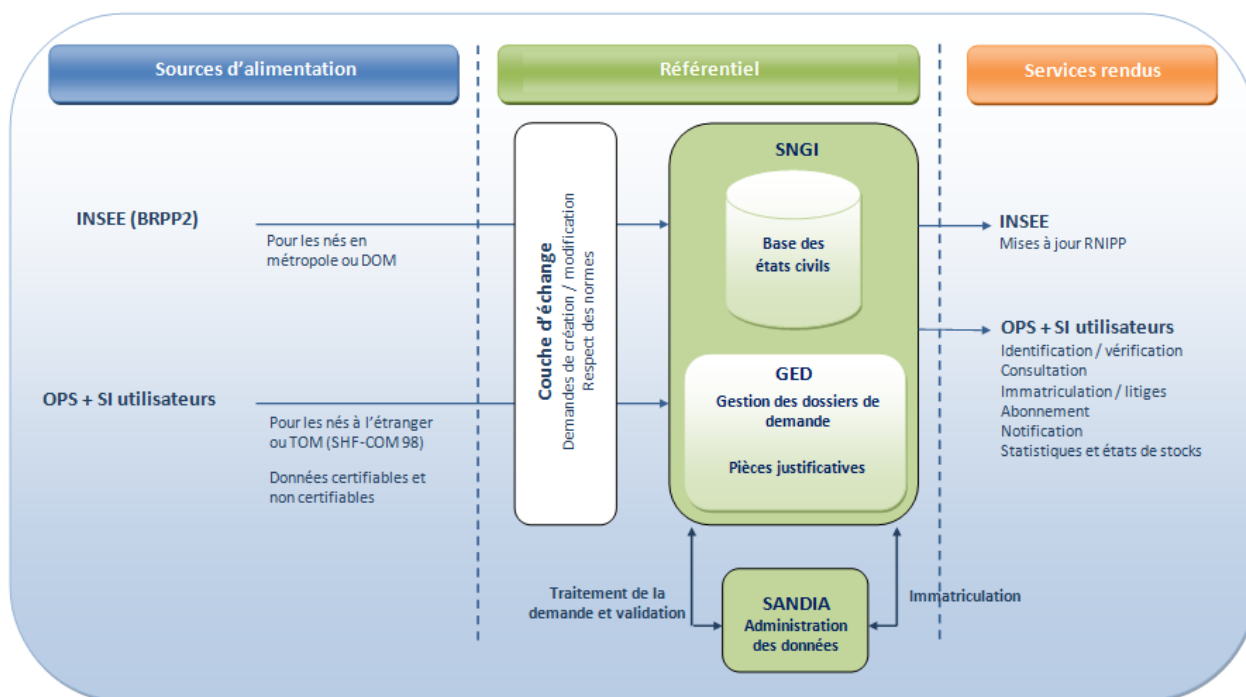 Sources d'alimentation
Référentiel
Services rendus
INSEE (BRPP2)
Pour les nés en
métropole ou DOM
OPS + SI utilisateurs
Pour les nés à l'étranger
ou TOM (SHF-COM 98)
Données certifiables et
non certifiables
Couche d'échange
Demandes de création / modification
Respect des normes
SNGI
Base des
états civils
GED
Gestion des dossiers de
demande
Pièces justificatives
INSEE
Mises à jour RNIPP
OPS + SI utilisateurs
Identification / vérification
Consultation
Immatriculation / litiges
Abonnement
Notification
Statistiques et états de stocks
Traitement de la
demande et validation
SANDIA
Administration
des données
Immatriculation